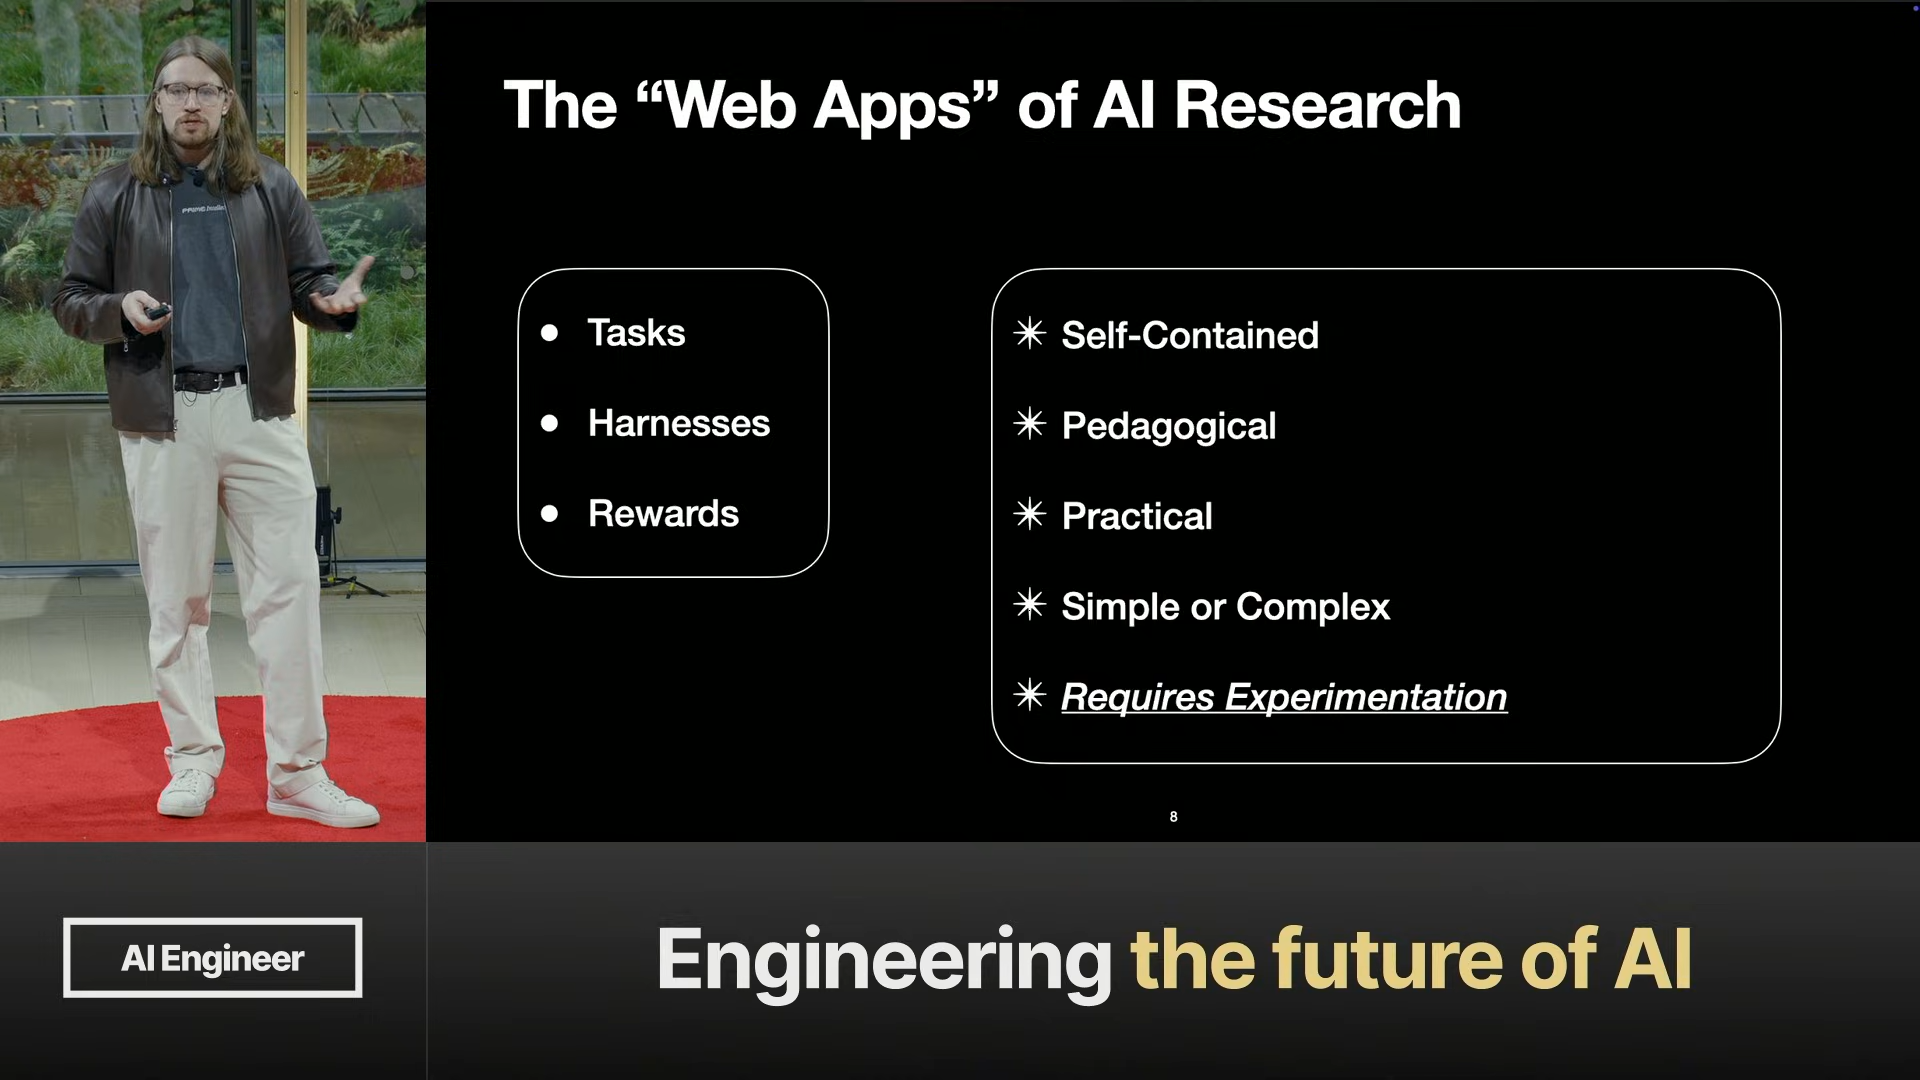 The “Web Apps” of AI Research
Tasks
Harnesses
Rewards
Self-Contained
Pedagogical
Practical
Simple or Complex
Requires Experimentation
8
AI Engineer
Engineering the future of AI